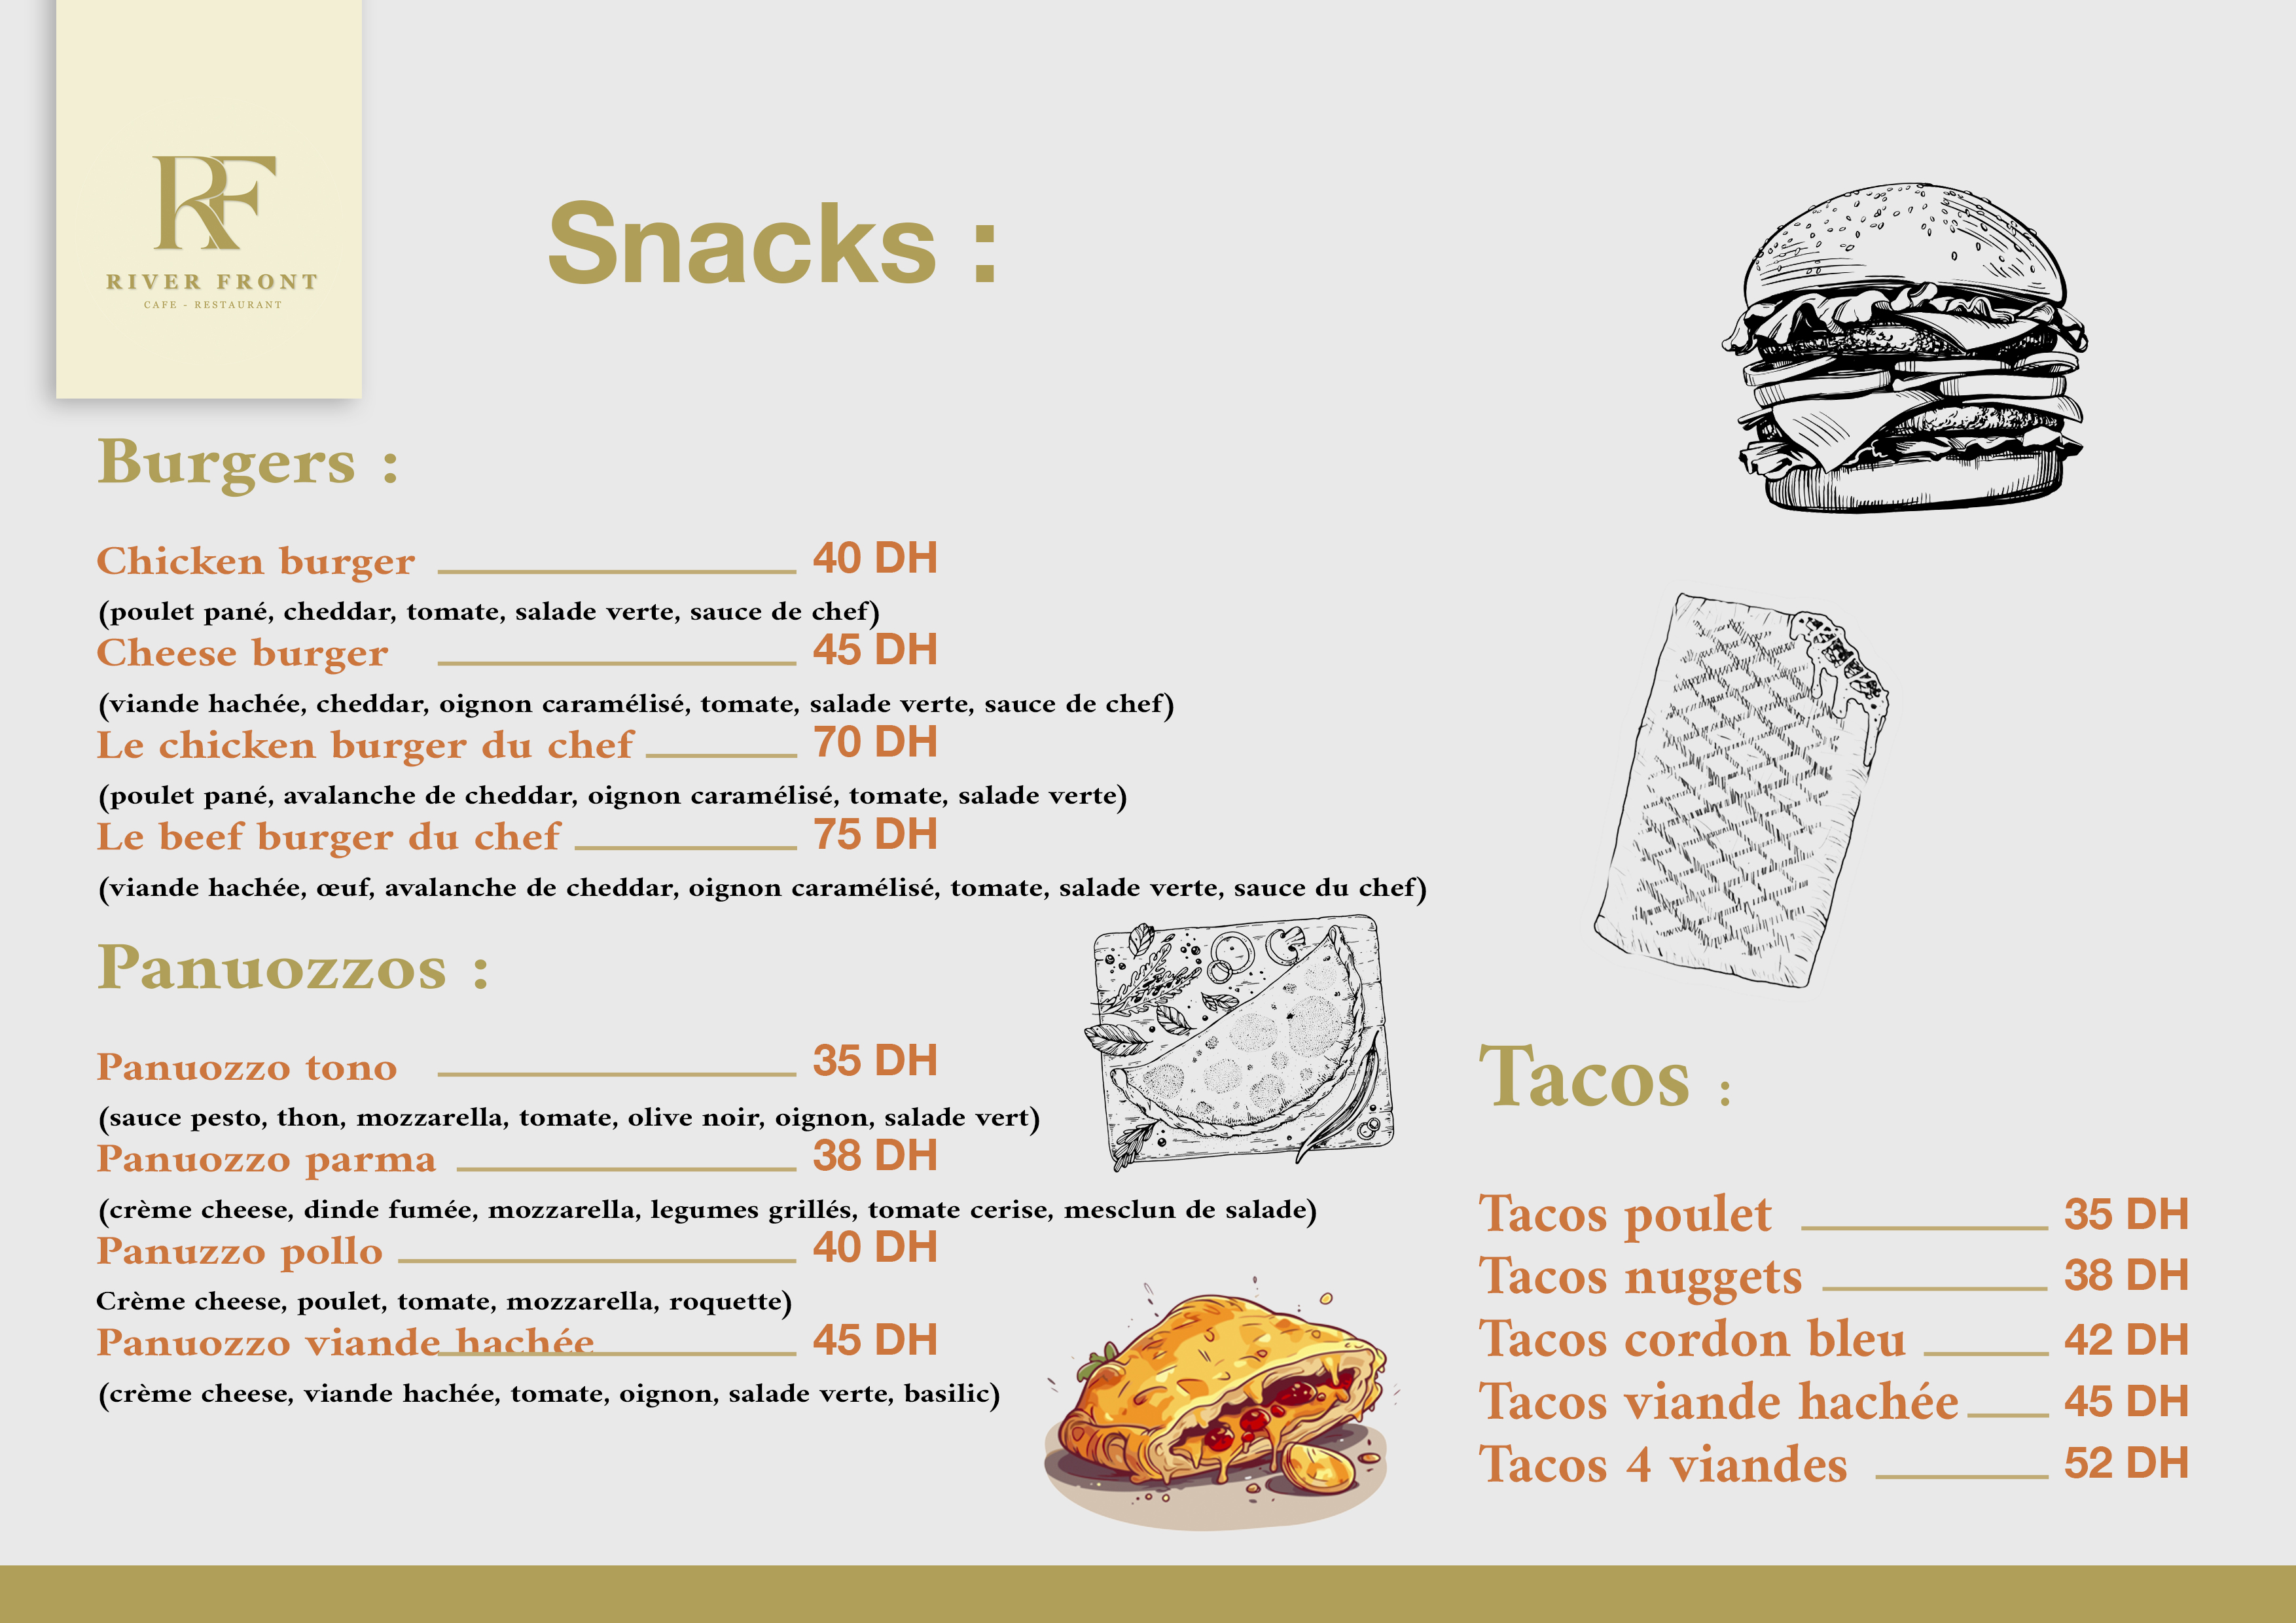 RF
RIVER FRONT
CAFE - RESTAURANT
Snacks :
Burgers :
Chicken burger 40 DH
(poulet pané, cheddar, tomate, salade verte, sauce de chef)
Cheese burger 45 DH
(viande hachée, cheddar, oignon caramélisé, tomate, salade verte, sauce de chef)
Le chicken burger du chef 70 DH
(poulet pané, avalanche de cheddar, oignon caramélisé, tomate, salade verte)
Le beef burger du chef 75 DH
(viande hachée, œuf, avalanche de cheddar, oignon caramélisé, tomate, salade verte, sauce du chef)
Panuozzos :
Panuozzo tono 35 DH
(sauce pesto, thon, mozzarella, tomate, olive noir, oignon, salade vert)
Panuozzo parma 38 DH
(crème cheese, dinde fumée, mozzarella, legumes grillés, tomate cerise, mesclun de salade)
Panuzzo pollo 40 DH
Crème cheese, poulet, tomate, mozzarella, roquette)
Panuozzo viande hachée 45 DH
(crème cheese, viande hachée, tomate, oignon, salade verte, basilic)
Tacos :
Tacos poulet 35 DH
Tacos nuggets 38 DH
Tacos cordon bleu 42 DH
Tacos viande hachée 45 DH
Tacos 4 viandes 52 DH